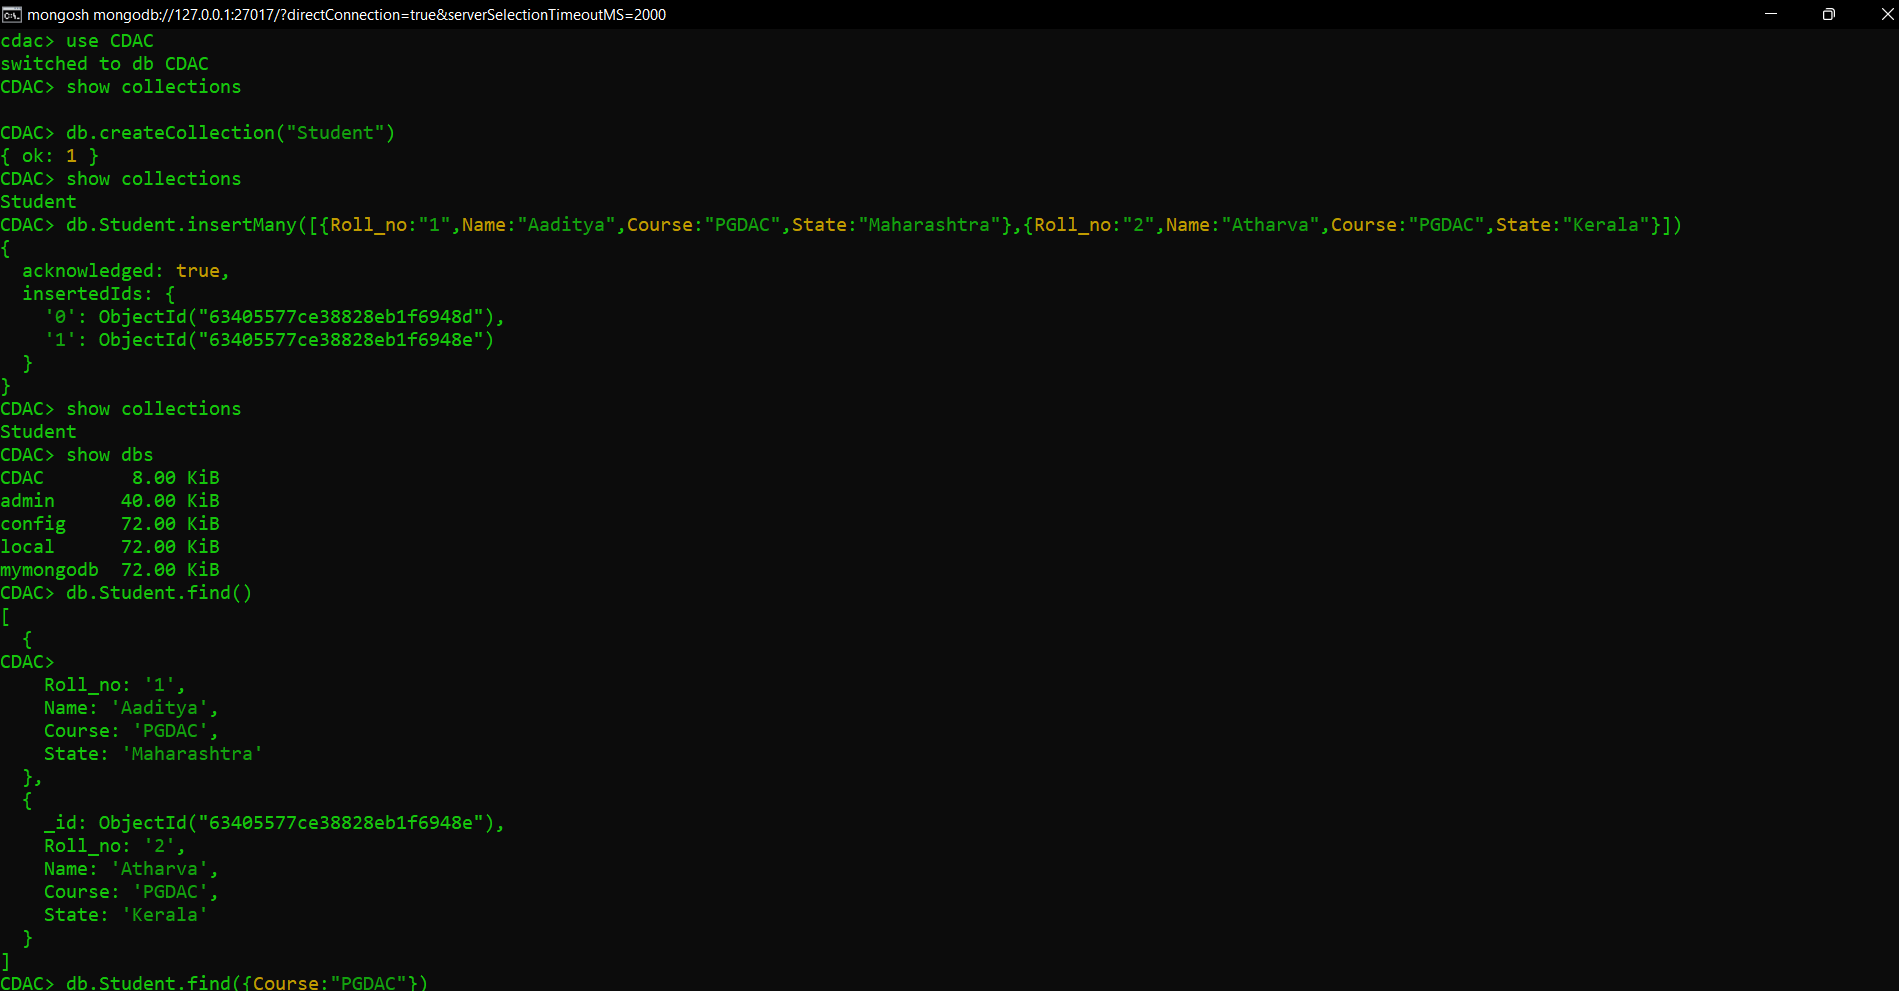 mongosh mongodb://127.0.0.1:27017/?directConnection=true&serverSelectionTimeoutMS=2000
cdac> use CDAC
switched to db CDAC
CDAC> show collections

CDAC> db.createCollection("Student")
{ ok: 1 }
CDAC> show collections
Student
CDAC> db.Student.insertMany([{Roll_no:"1",Name:"Aaditya",Course:"PGDAC",State:"Maharashtra"},{Roll_no:"2",Name:"Atharva",Course:"PGDAC",State:"Kerala"}])
{
  acknowledged: true,
  insertedIds: {
    '0': ObjectId("63405577ce38828eb1f6948d"),
    '1': ObjectId("63405577ce38828eb1f6948e")
  }
}
CDAC> show collections
Student
CDAC> show dbs
CDAC        8.00 KiB
admin      40.00 KiB
config     72.00 KiB
local      72.00 KiB
mymongodb  72.00 KiB
CDAC> db.Student.find()
[
  {
CDAC>
    Roll_no: '1',
    Name: 'Aaditya',
    Course: 'PGDAC',
    State: 'Maharashtra'
  },
  {
    _id: ObjectId("63405577ce38828eb1f6948e"),
    Roll_no: '2',
    Name: 'Atharva',
    Course: 'PGDAC',
    State: 'Kerala'
  }
]
CDAC> db.Student.find({Course:"PGDAC"})